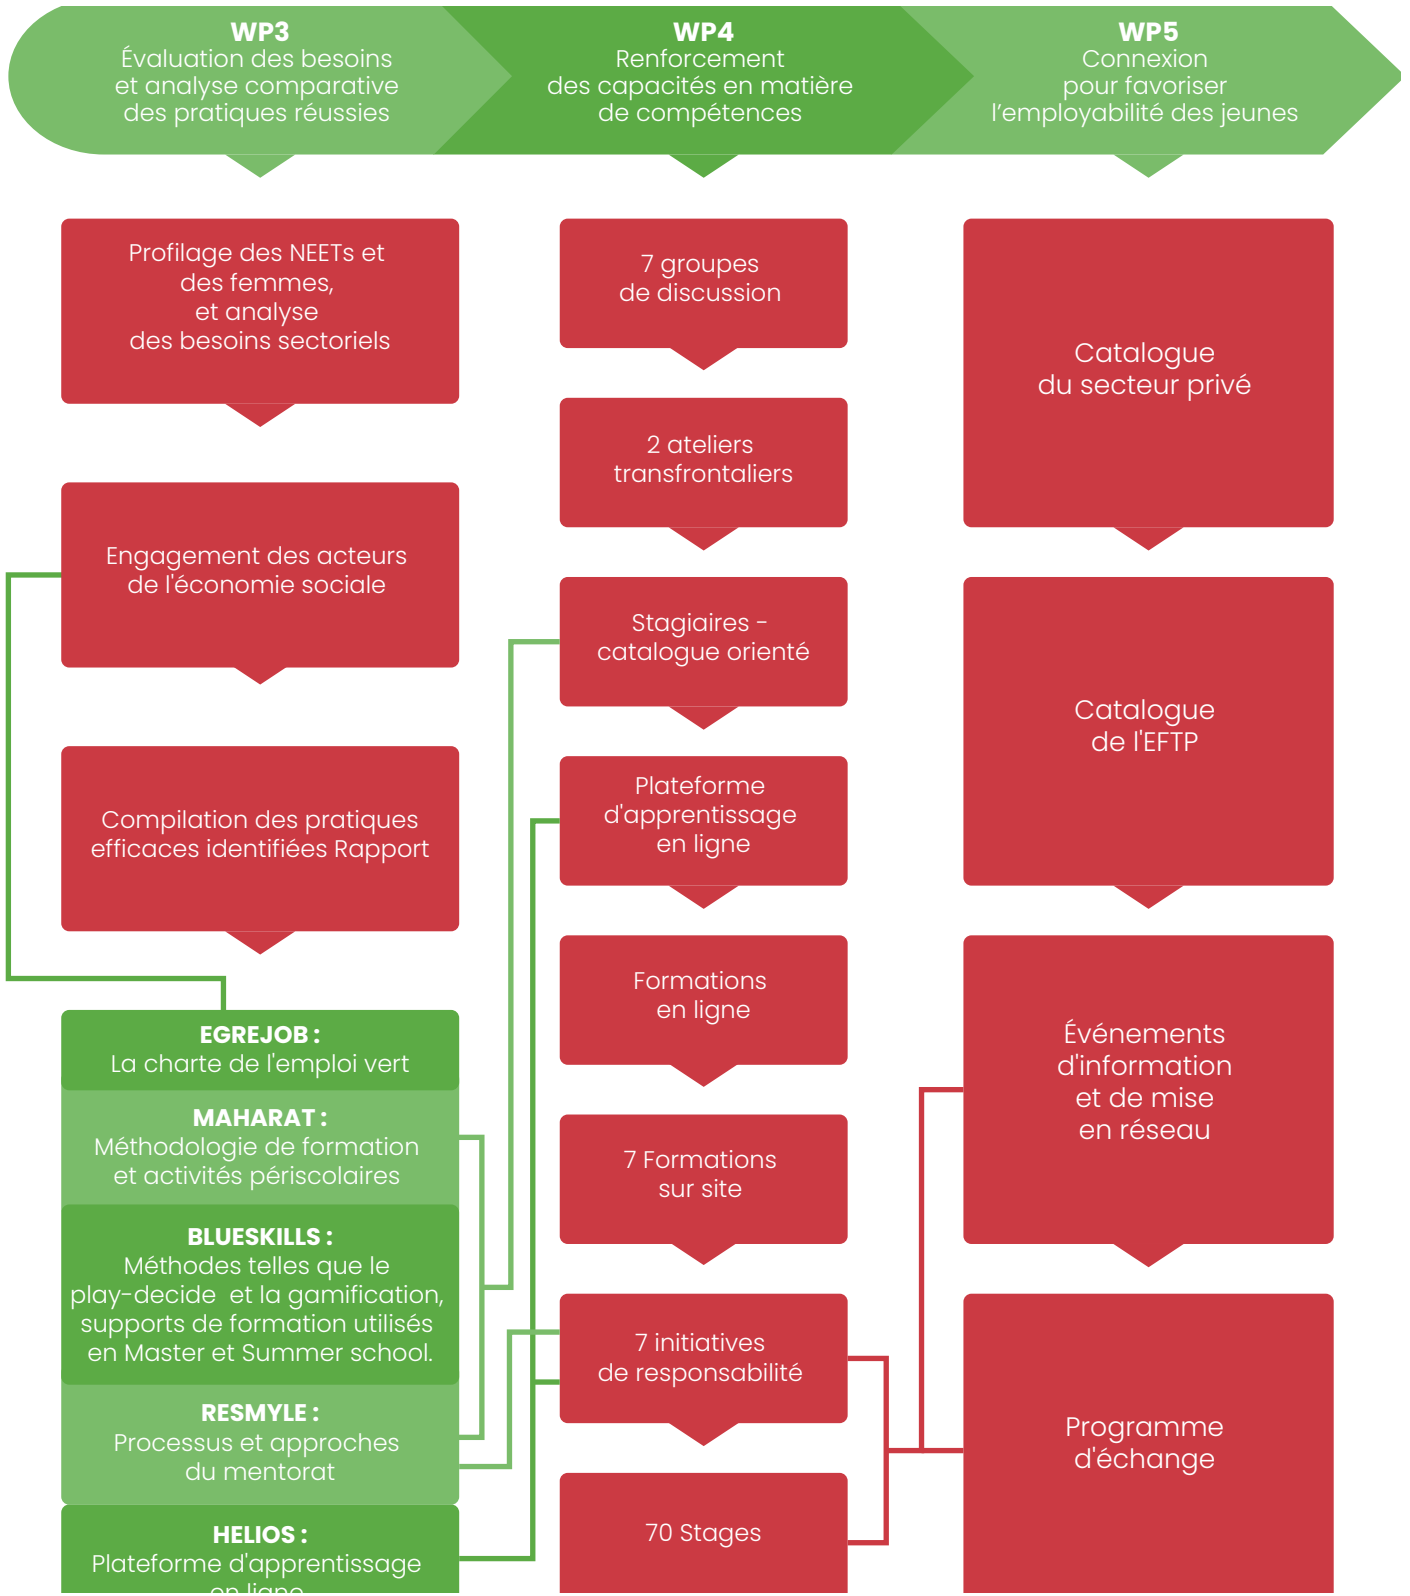 WP3
Évaluation des besoins
et analyse comparative
des pratiques réussies
WP4
Renforcement
des capacités en matière
de compétences
WP5
Connexion
pour favoriser
l’employabilité des jeunes
Profilage des NEETs et
des femmes,
et analyse
des besoins sectoriels
Engagement des acteurs
de l'économie sociale
Compilation des pratiques
efficaces identifiées Rapport
EGREJOB :
La charte de l'emploi vert
MAHARAT :
Méthodologie de formation
et activités périscolaires
BLUESKILLS :
Méthodes telles que le
play-decide et la gamification,
supports de formation utilisés
en Master et Summer school.
RESMYLE :
Processus et approches
du mentorat
HELIOS :
Plateforme d'apprentissage
en ligne
7 groupes
de discussion
2 ateliers
transfrontaliers
Stagiaires -
catalogue orienté
Plateforme
d'apprentissage
en ligne
Formations
en ligne
7 Formations
sur site
7 initiatives
de responsabilité
70 Stages
Catalogue
du secteur privé
Catalogue
de l'EFTP
Événements
d'information
et de mise
en réseau
Programme
d'échange